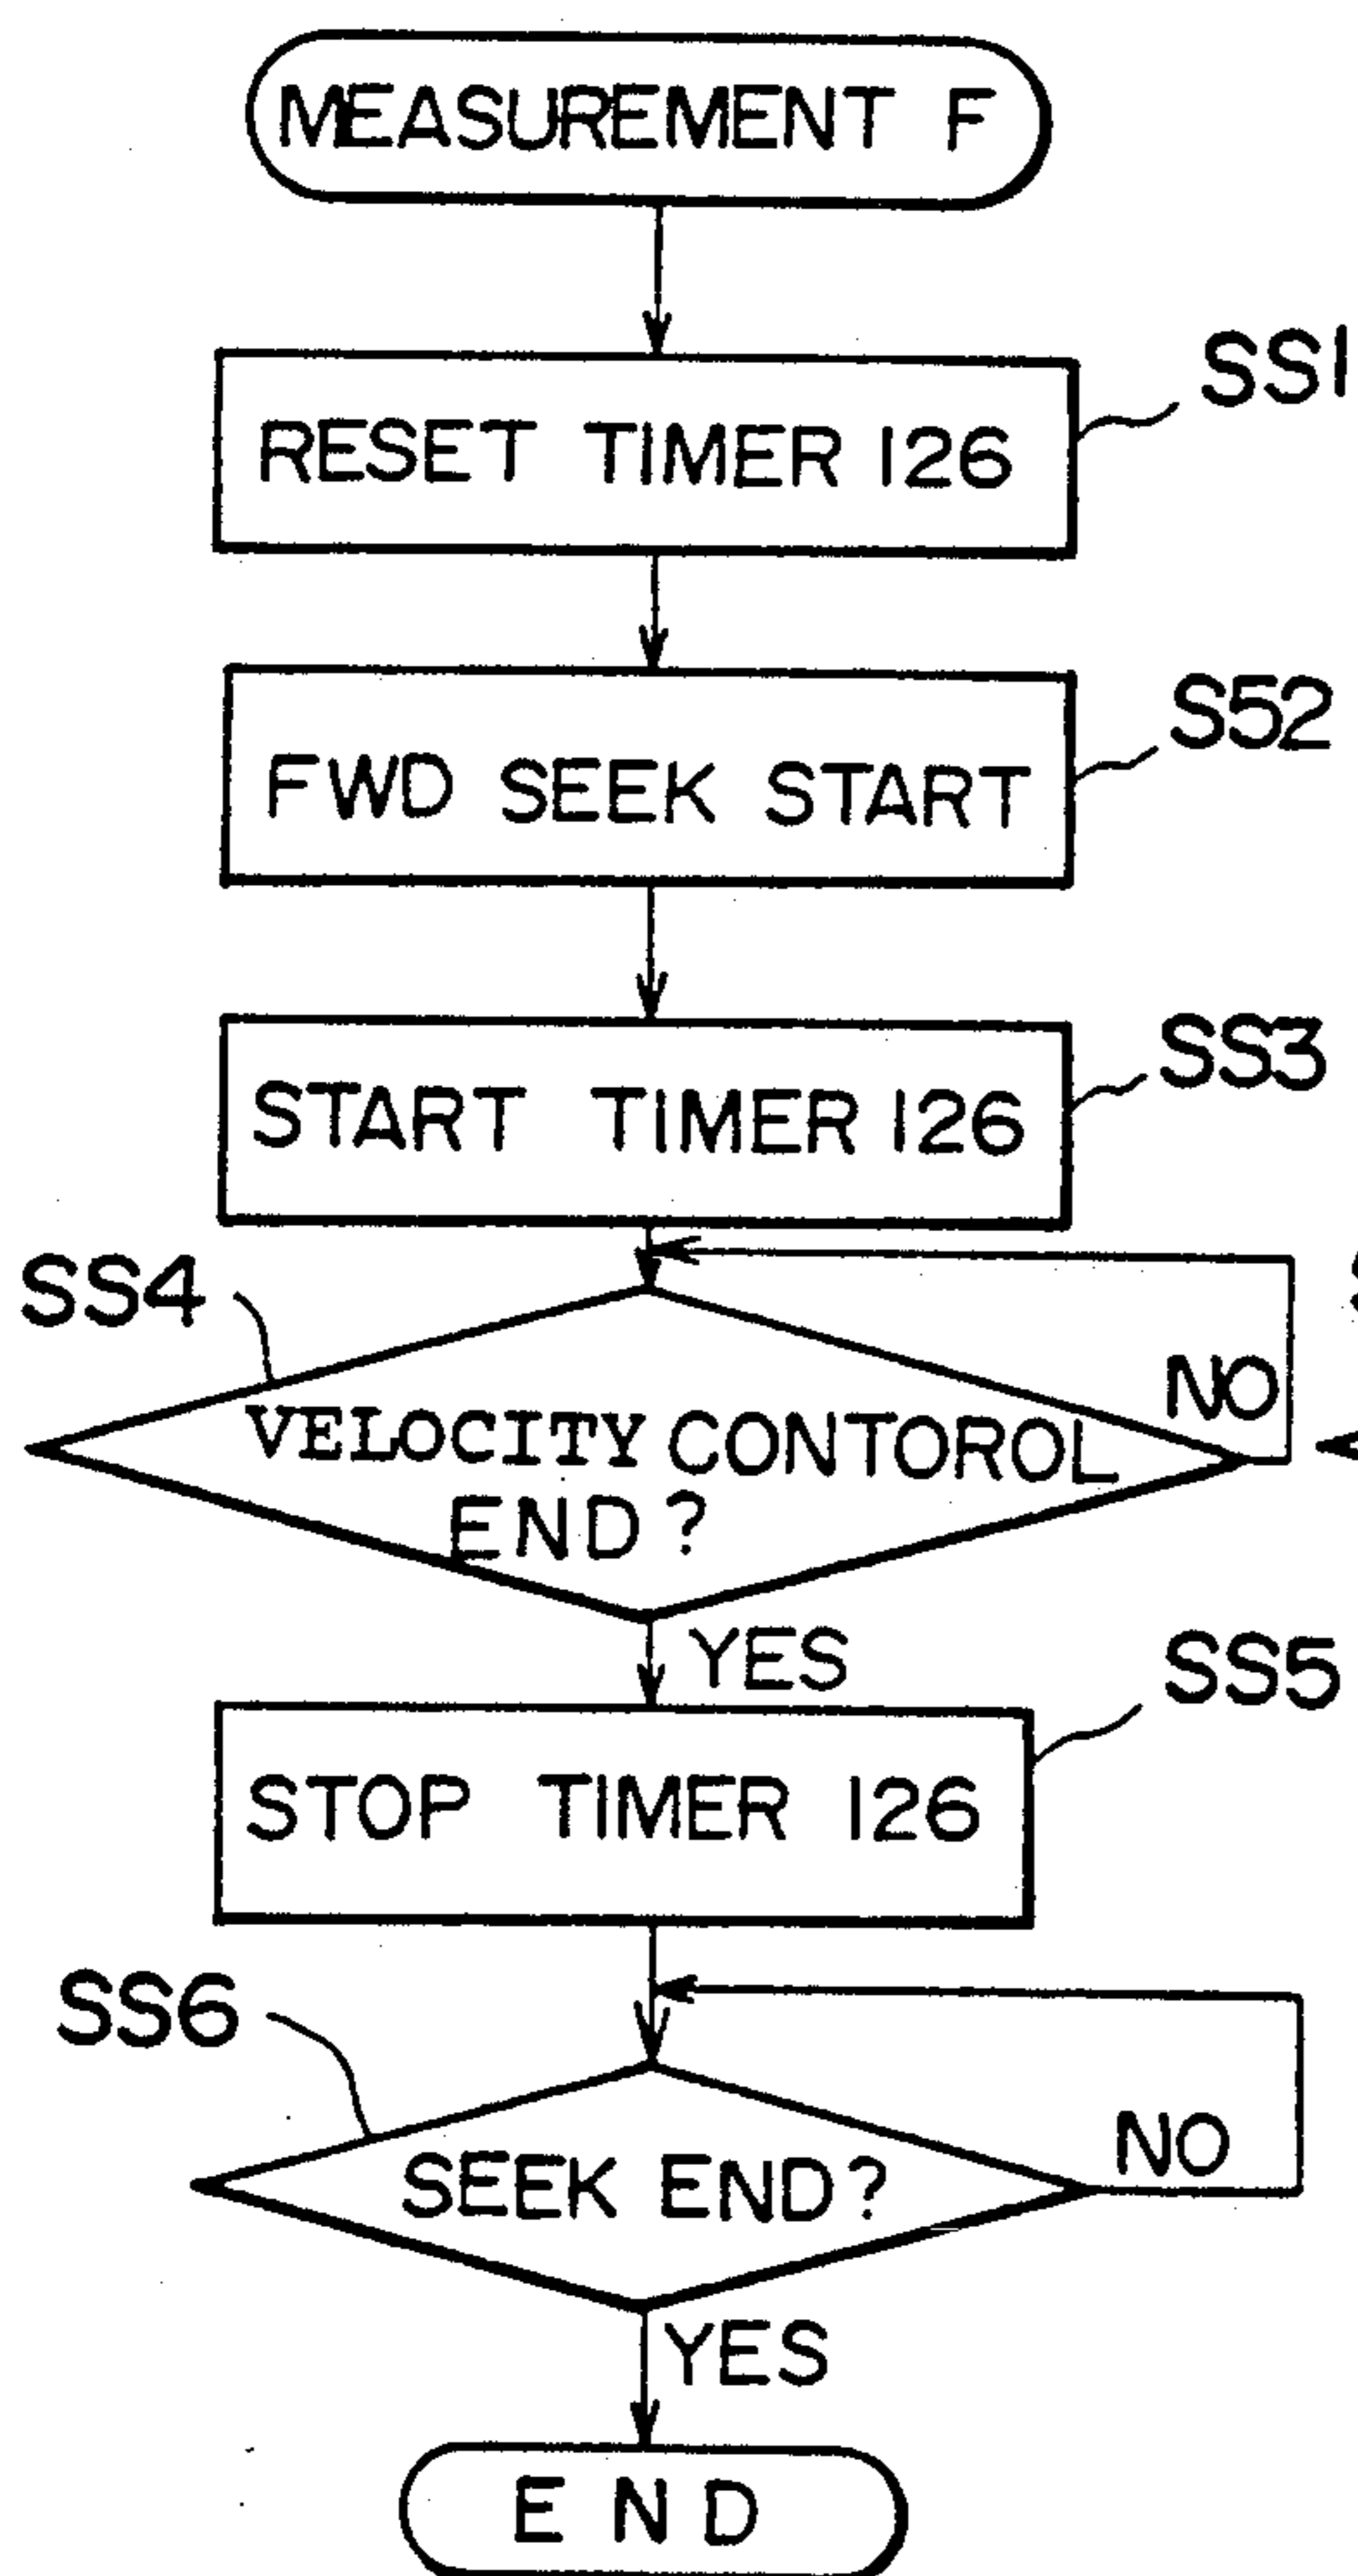 MEASUREMENT F
SS1
RESET TIMER 126
S52
FWD SEEK START
SS3
START TIMER 126
SS4
NO
VELOCITY CONTOROL
END?
YES
SS5
STOP TIMER 126
SS6
NO
SEEK END?
YES
END